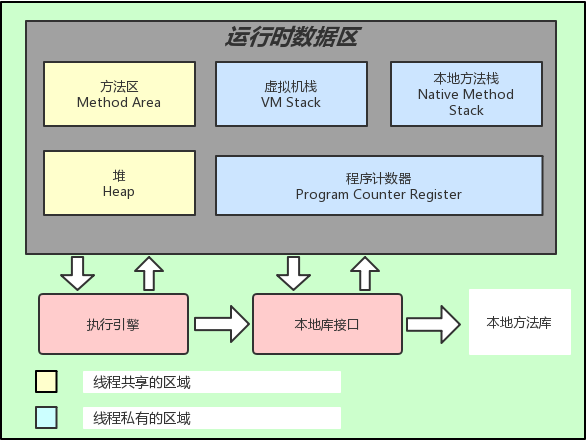 运行时数据区
方法区
Method Area
虚拟机栈
VM Stack
本地方法栈
Native Method
Stack
堆
Heap
程序计数器
Program Counter Register
执行引擎
本地库接口
本地方法库
线程共享的区域
线程私有的区域